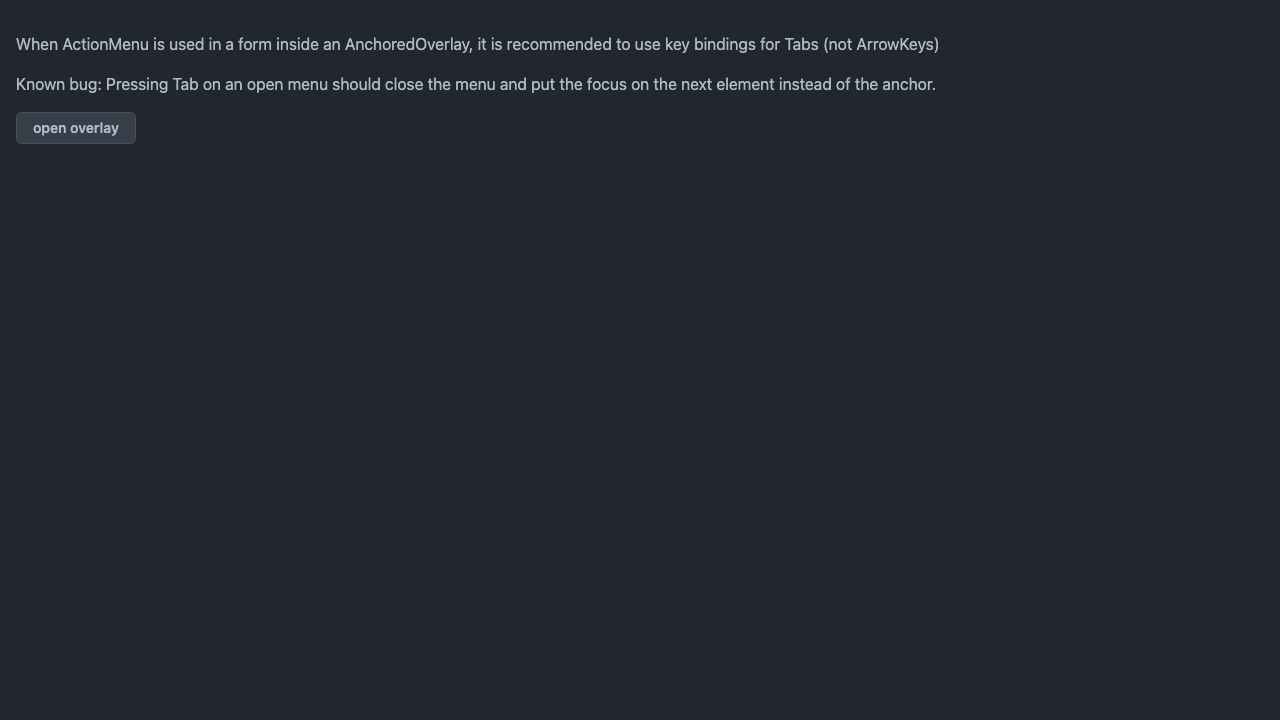 When ActionMenu is used in a form inside an AnchoredOverlay, it is recommended to use key bindings for Tabs (not ArrowKeys)
Known bug: Pressing Tab on an open menu should close the menu and put the focus on the next element instead of the anchor.
open overlay